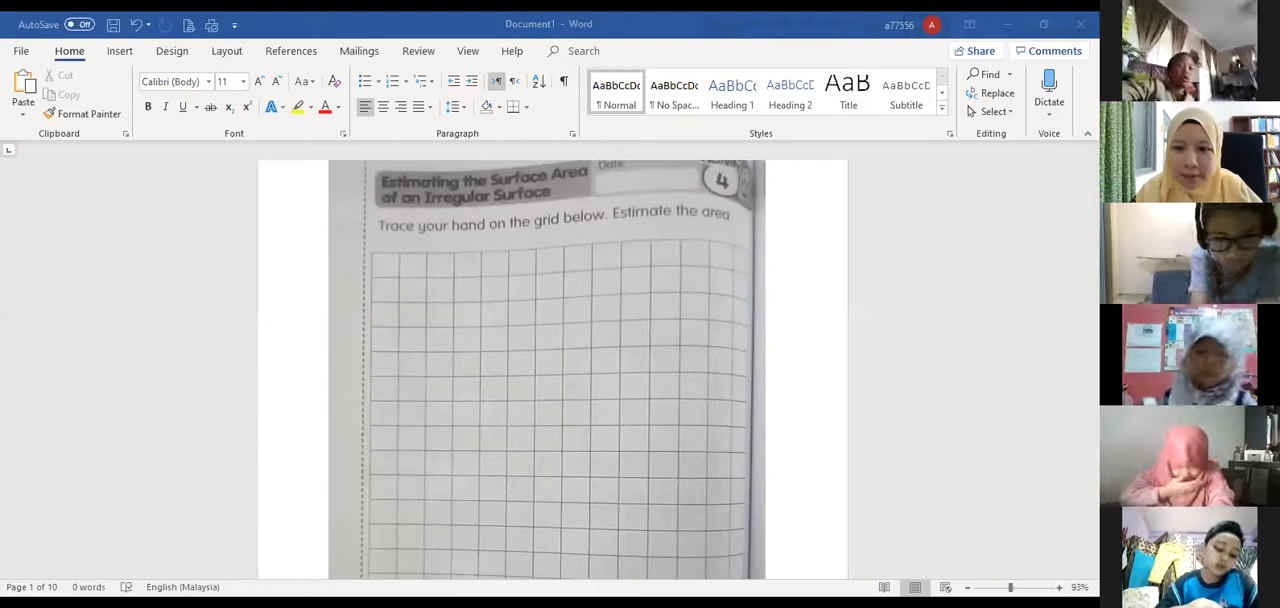 AutoSave Off Document1 - Word a77556 A
File Home Insert Design Layout References Mailings Review View Help Search Share Comments
Paste Cut Copy Format Painter
Calibri (Body) 11
AaBbCcDc AaBbCcDc AaBbCc AaBbCcD AaB AaBbCcD
¶ Normal ¶ No Spac... Heading 1 Heading 2 Title Subtitle
Find Replace Select Dictate
Clipboard Font Paragraph Styles Editing Voice
Estimating the Surface Area
of an Irregular Surface
Date
4
Trace your hand on the grid below. Estimate the area
Page 1 of 10 0 words English (Malaysia) 93%